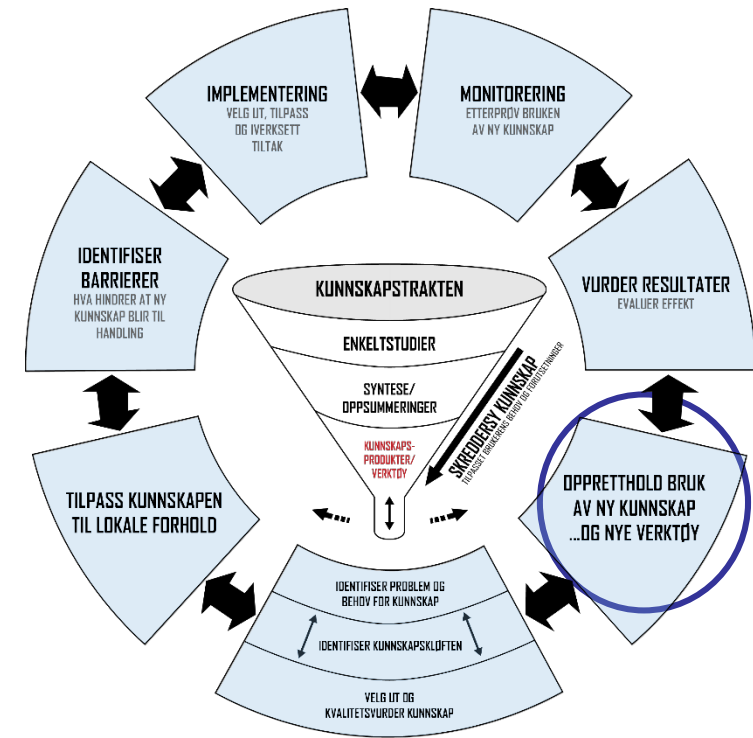 IMPLEMENTERING
VELG UT, TILPASS
OG IVERKSETT
TILTAK
MONITORERING
ETTERPRØV BRUKEN
AV NY KUNNSKAP
IDENTIFISER
BARRIERER
HVA HINDRER AT NY
KUNNSKAP BLIR TIL
HANDLING
VURDER RESULTATER
EVALUER EFFEKT
KUNNSKAPSTRAKTEN
ENKELTSTUDIER
SYNTESE/
OPPSUMMERINGER
KUNNSKAPS-
PRODUKTER/
VERKTØY
SKREDDERSY KUNNSKAP
TILPASSET BRUKERENS BEHOV OG FORUTSETNINGER
TILPASS KUNNSKAPEN
TIL LOKALE FORHOLD
OPPRETTHOLD BRUK
AV NY KUNNSKAP
...OG NYE VERKTØY
IDENTIFISER PROBLEM OG
BEHOV FOR KUNNSKAP
IDENTIFISER KUNNSKAPSKLØFTEN
VELG UT OG
KVALITETSVURDER KUNNSKAP